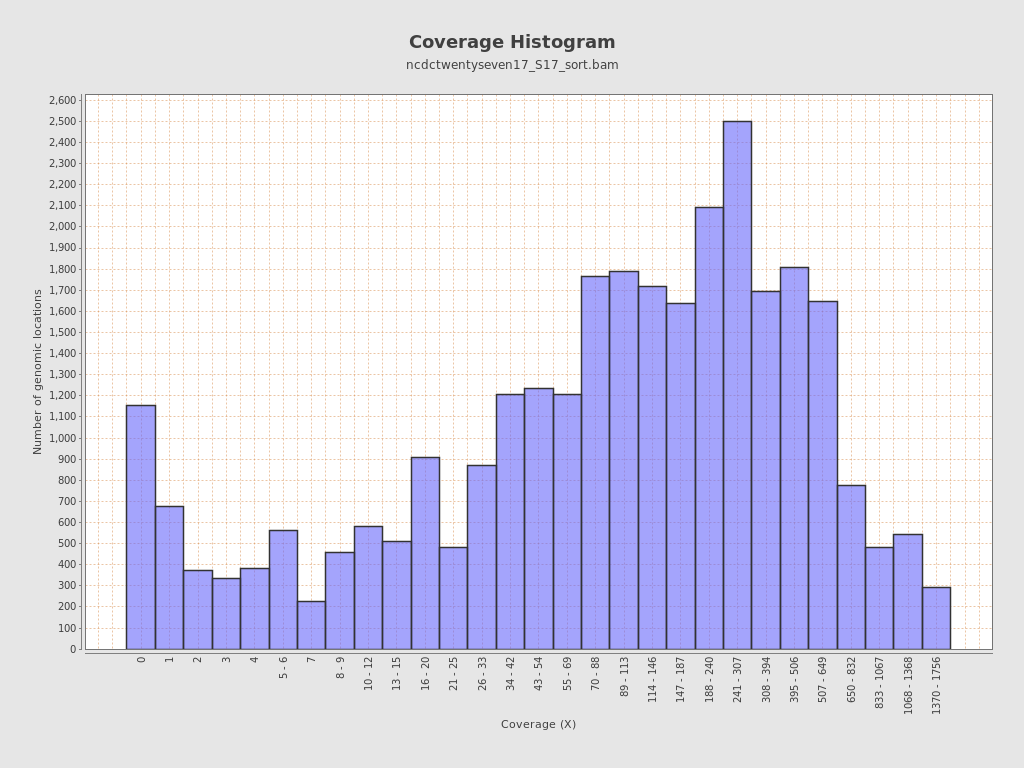 Coverage Histogram
ncdctwentyseven17_S17_sort.bam
2,600
2,500
2,400
2,300
2,200
2,100
2,000
1,900
1,800
1,700
1,600
1,500
1,400
1,300
1,200
1,100
1,000
900
800
700
600
500
400
300
200
100
0
Number of genomic locations
0
1
2
3
4
5 - 6
7
8 - 9
10 - 12
13 - 15
16 - 20
21 - 25
26 - 33
34 - 42
43 - 54
55 - 69
70 - 88
89 - 113
114 - 146
147 - 187
188 - 240
241 - 307
308 - 394
395 - 506
507 - 649
650 - 832
833 - 1067
1068 - 1368
1370 - 1756
Coverage (X)